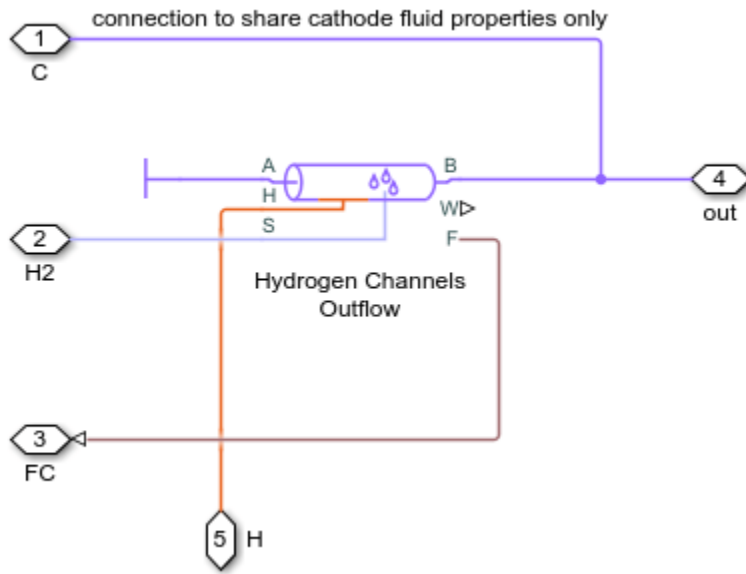 connection to share cathode fluid properties only
1
C
A
B
4
out
H
W
S
F
2
H2
Hydrogen Channels
Outflow
3
FC
5
H